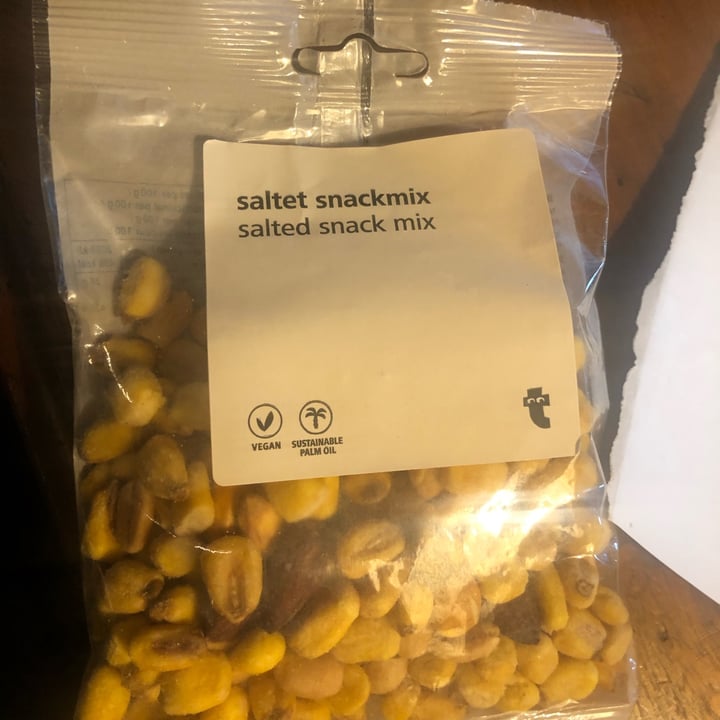 saltet snackmix
salted snack mix
VEGAN
SUSTAINABLE
PALM OIL
t